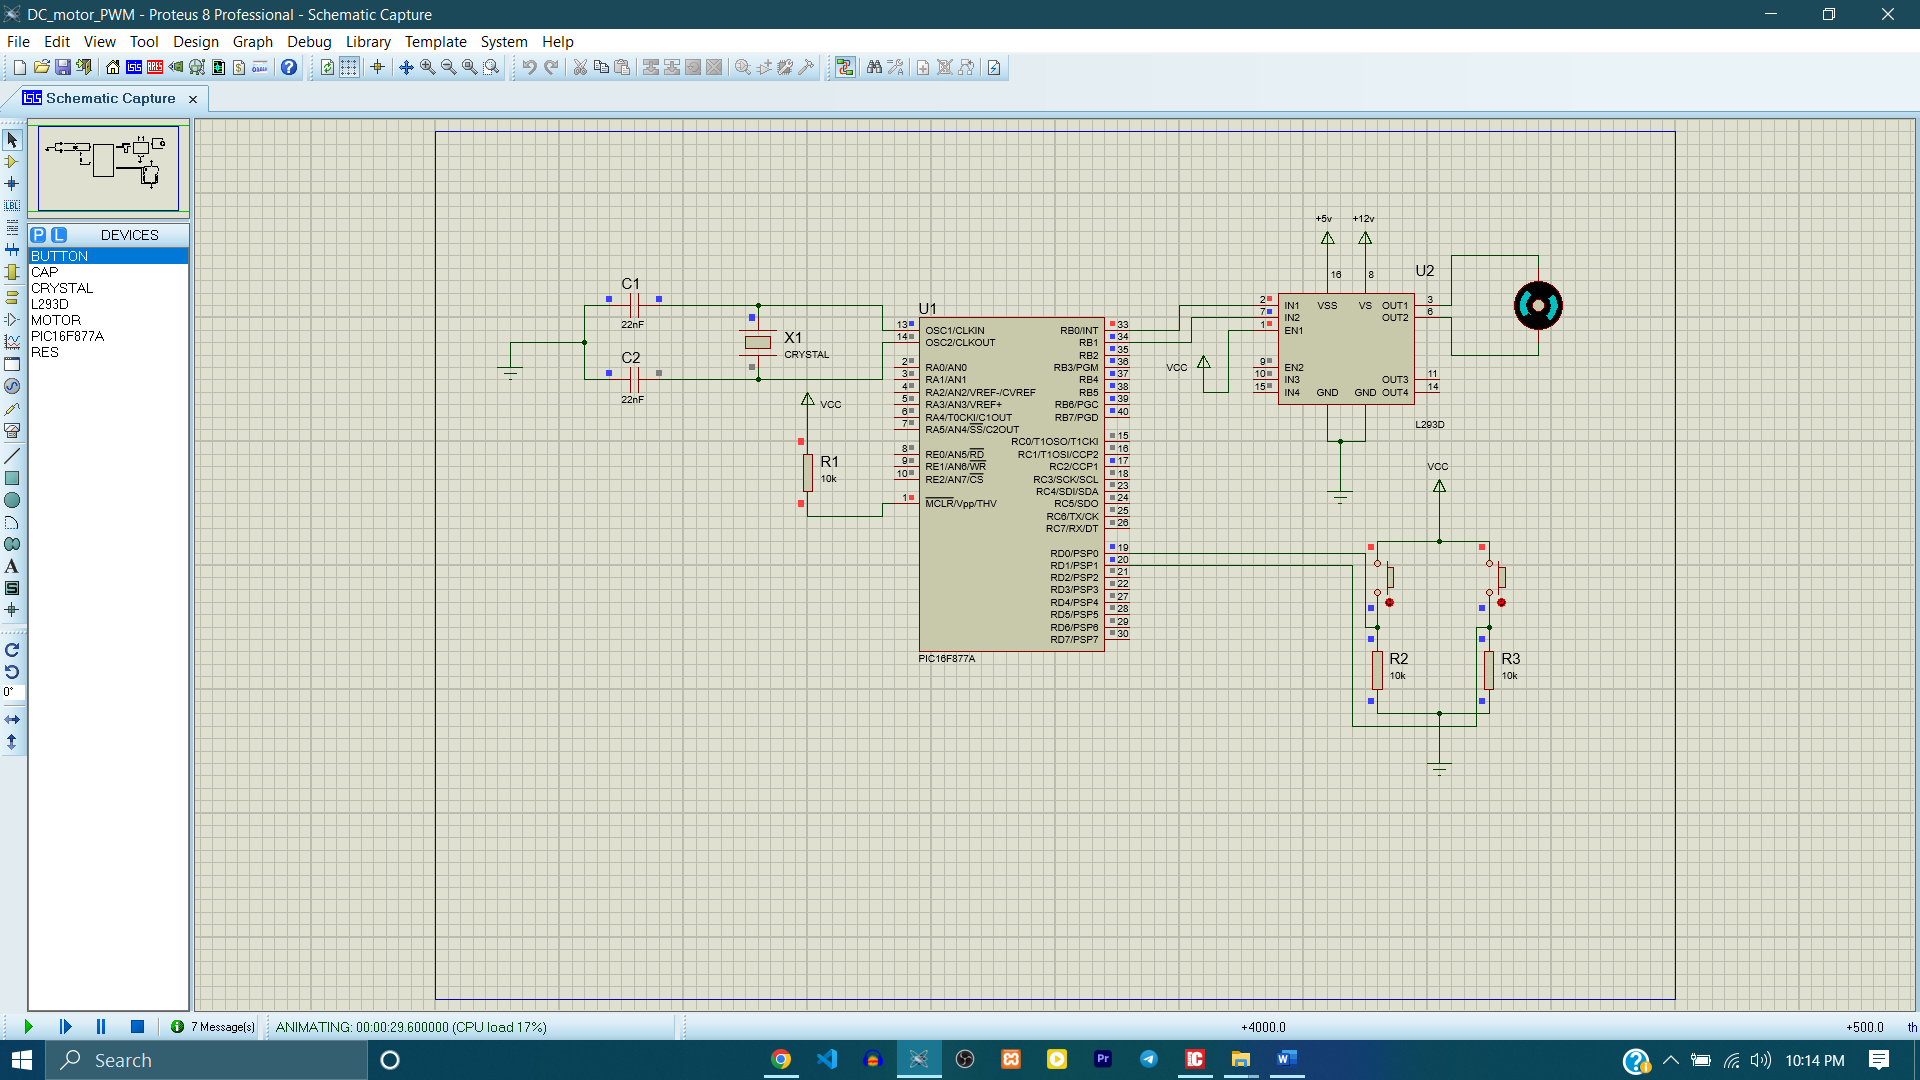 DC_motor_PWM - Proteus 8 Professional - Schematic Capture
File Edit View Tool Design Graph Debug Library Template System Help
Schematic Capture
P L DEVICES
BUTTON
CAP
CRYSTAL
L293D
MOTOR
PIC16F877A
RES
LBL
A
S
0°
C1
22nF
C2
22nF
X1
CRYSTAL
VCC
R1
10k
U1
13 OSC1/CLKIN
14 OSC2/CLKOUT
2 RA0/AN0
3 RA1/AN1
4 RA2/AN2/VREF-/CVREF
5 RA3/AN3/VREF+
6 RA4/T0CKI/C1OUT
7 RA5/AN4/SS/C2OUT
8 RE0/AN5/RD
9 RE1/AN6/WR
10 RE2/AN7/CS
1 MCLR/Vpp/THV
RB0/INT 33
RB1 34
RB2 35
RB3/PGM 36
RB4 37
RB5 38
RB6/PGC 39
RB7/PGD 40
RC0/T1OSO/T1CKI 15
RC1/T1OSI/CCP2 16
RC2/CCP1 17
RC3/SCK/SCL 18
RC4/SDI/SDA 23
RC5/SDO 24
RC6/TX/CK 25
RC7/RX/DT 26
RD0/PSP0 19
RD1/PSP1 20
RD2/PSP2 21
RD3/PSP3 22
RD4/PSP4 27
RD5/PSP5 28
RD6/PSP6 29
RD7/PSP7 30
PIC16F877A
+5v +12v
16 8
U2
2 IN1 VSS VS OUT1 3
7 IN2 OUT2 6
1 EN1
VCC
9 EN2
10 IN3 OUT3 11
15 IN4 GND GND OUT4 14
L293D
VCC
R2
10k
R3
10k
7 Message(s) ANIMATING: 00:00:29.600000 (CPU load 17%) +4000.0 +500.0 th
Search
10:14 PM